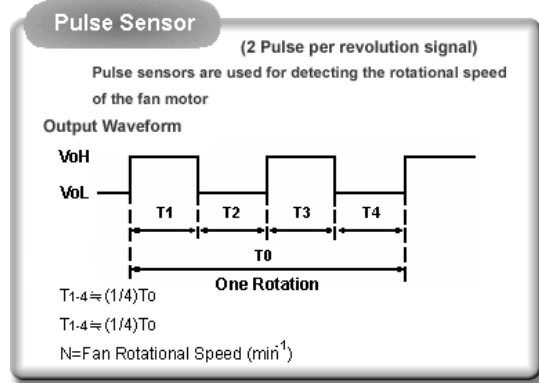 Pulse Sensor
(2 Pulse per revolution signal)
Pulse sensors are used for detecting the rotational speed
of the fan motor
Output Waveform
VoH
VoL
T1 T2 T3 T4
T0
One Rotation
T1-4≒(1/4)To
T1-4≒(1/4)To
N=Fan Rotational Speed (min⁻¹)